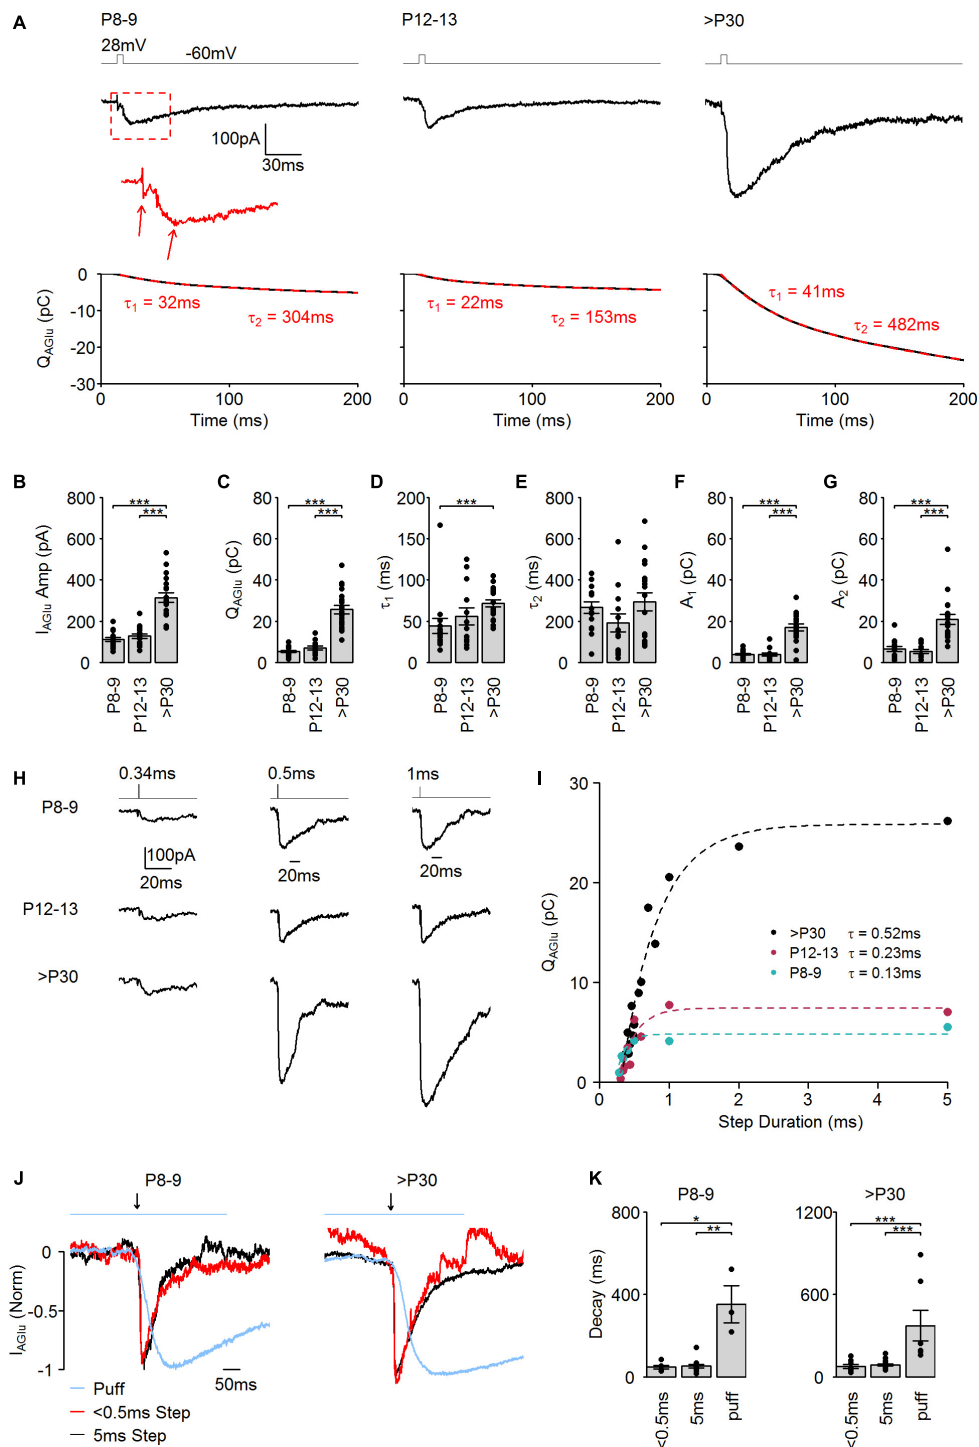 A
P8-9
P12-13
>P30
28mV
-60mV
100pA
30ms
Q_AGlu (pC)
0
-10
-20
-30
τ1 = 32ms
τ2 = 304ms
τ1 = 22ms
τ2 = 153ms
τ1 = 41ms
τ2 = 482ms
0 100 200
0 100 200
0 100 200
Time (ms)
Time (ms)
Time (ms)
B
C
D
E
F
G
I_AGlu Amp (pA)
800
600
400
200
0
***
***
P8-9
P12-13
>P30
Q_AGlu (pC)
80
60
40
20
0
***
***
P8-9
P12-13
>P30
τ1 (ms)
200
150
100
50
0
***
P8-9
P12-13
>P30
τ2 (ms)
800
600
400
200
0
P8-9
P12-13
>P30
A1 (pC)
80
60
40
20
0
***
***
P8-9
P12-13
>P30
A2 (pC)
80
60
40
20
0
***
***
P8-9
P12-13
>P30
H
0.34ms
0.5ms
1ms
P8-9
100pA
20ms
20ms
20ms
P12-13
>P30
I
Q_AGlu (pC)
30
20
10
0
>P30 τ = 0.52ms
P12-13 τ = 0.23ms
P8-9 τ = 0.13ms
0 1 2 3 4 5
Step Duration (ms)
J
P8-9
>P30
I_AGlu (Norm)
0
-0.5
-1
50ms
Puff
<0.5ms Step
5ms Step
K
P8-9
>P30
Decay (ms)
800
400
0
*
**
<0.5ms
5ms
puff
1200
600
0
***
***
<0.5ms
5ms
puff